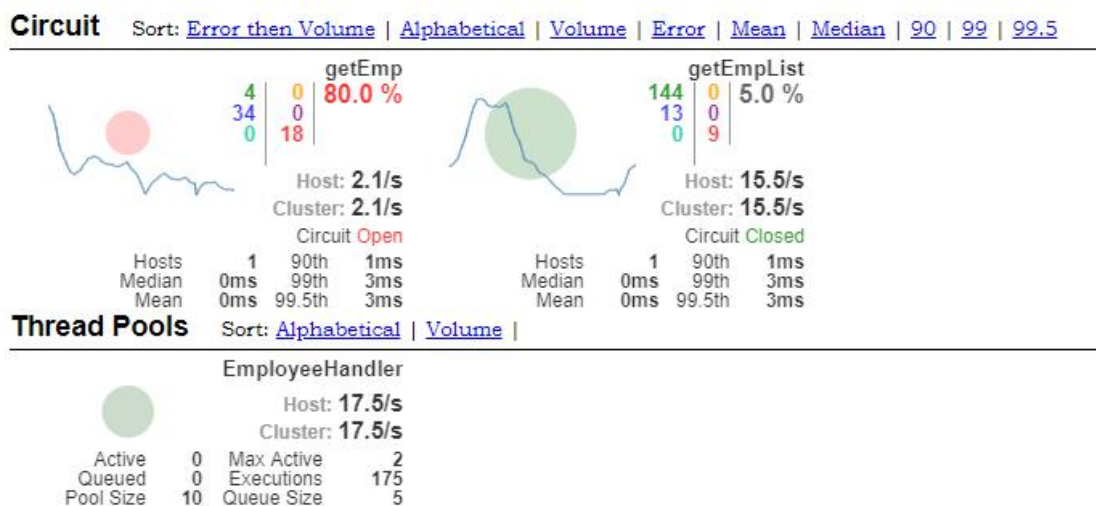 Circuit Sort: Error then Volume | Alphabetical | Volume | Error | Mean | Median | 90 | 99 | 99.5
getEmp
4 0 80.0 %
34 0
0 18
Host: 2.1/s
Cluster: 2.1/s
Circuit Open
Hosts 1 90th 1ms
Median 0ms 99th 3ms
Mean 0ms 99.5th 3ms
getEmpList
144 0 5.0 %
13 0
0 9
Host: 15.5/s
Cluster: 15.5/s
Circuit Closed
Hosts 1 90th 1ms
Median 0ms 99th 3ms
Mean 0ms 99.5th 3ms
Thread Pools Sort: Alphabetical | Volume |
EmployeeHandler
Host: 17.5/s
Cluster: 17.5/s
Active 0 Max Active 2
Queued 0 Executions 175
Pool Size 10 Queue Size 5